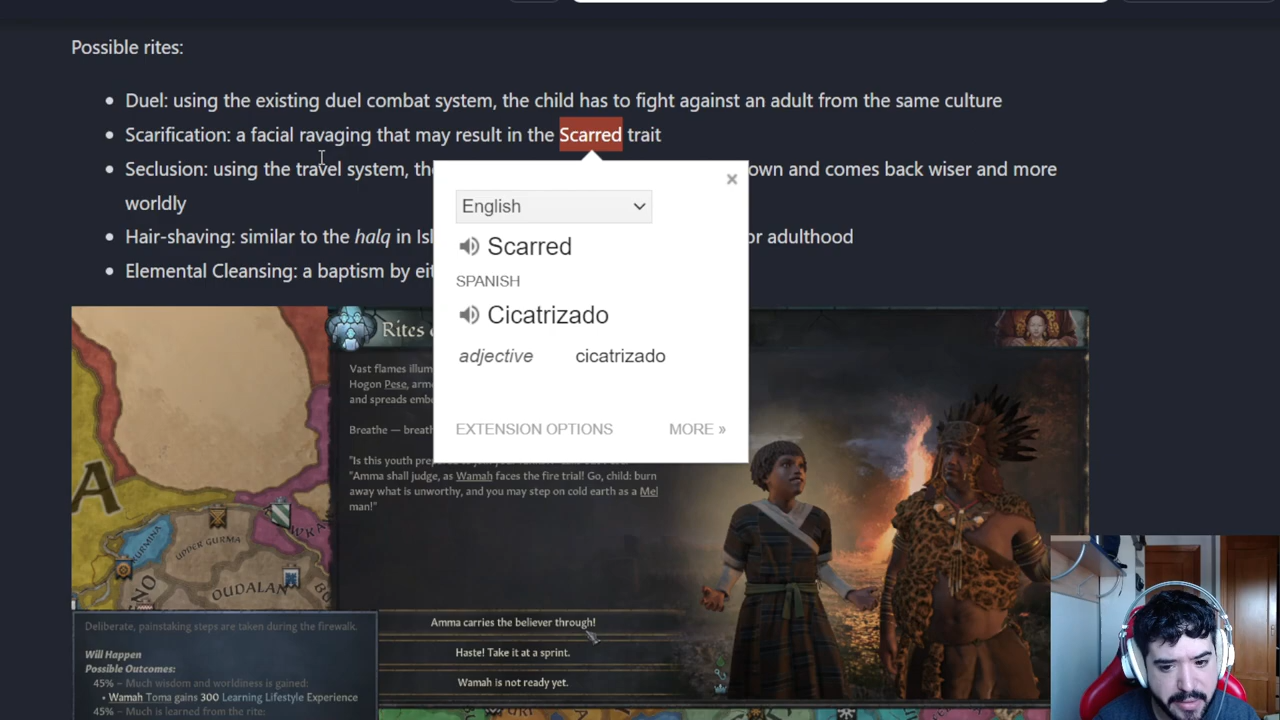 Possible rites:
Duel: using the existing duel combat system, the child has to fight against an adult from the same culture
Scarification: a facial ravaging that may result in the Scarred trait
Seclusion: using the travel system, the
own and comes back wiser and more
worldly
Hair-shaving: similar to the halq in Isl
or adulthood
Elemental Cleansing: a baptism by eit
×
English
Scarred
SPANISH
Cicatrizado
adjective cicatrizado
EXTENSION OPTIONS MORE »
Rites
Vast flames illum
Hogon Pese, arm
and spreads embe
Breathe — breath
"Is this youth
"Amma shall judge, as Wamah faces the fire trial! Go, child: burn
away what is unworthy, and you may step on cold earth as a Mel
man!"
A
URMINA
UPPER GURMA
OUDALAN
NO
Amma carries the believer through!
Haste! Take it at a sprint.
Wamah is not ready yet.
Deliberate, painstaking steps are taken during the firewalk.
Will Happen
Possible Outcomes:
45% – Much wisdom and worldliness is gained:
• Wamah Toma gains 300 Learning Lifestyle Experience
45% – Much is learned from the rite: